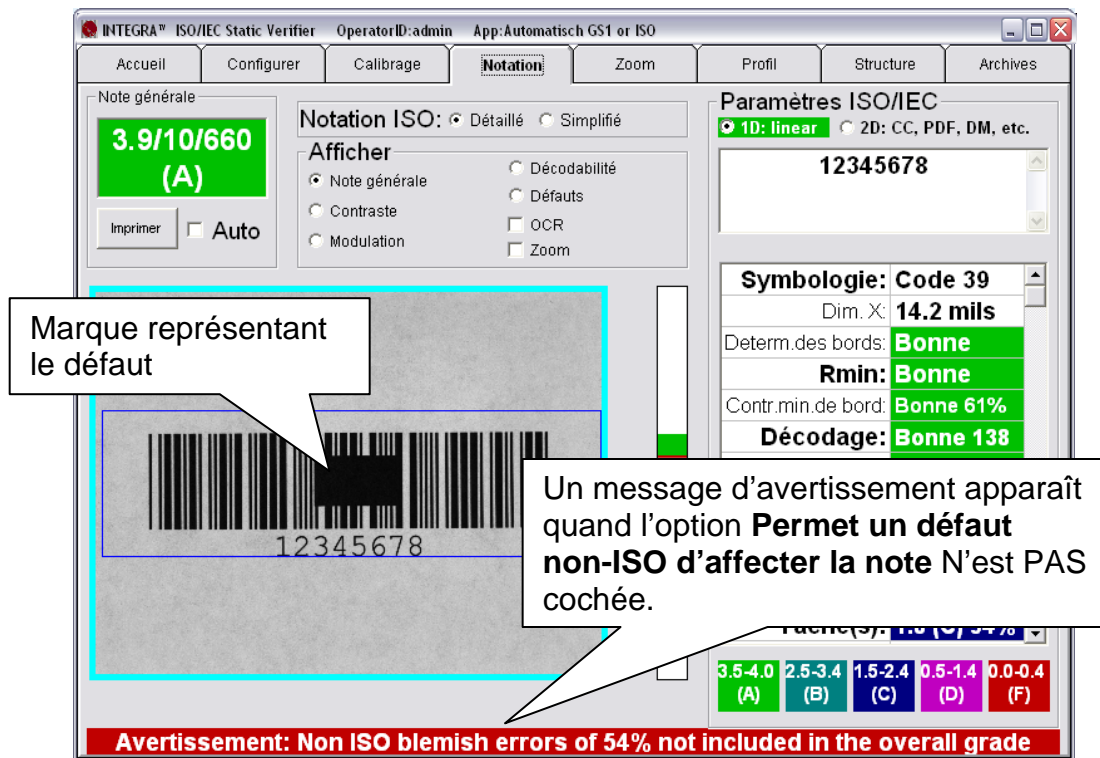 INTEGRA™ ISO/IEC Static Verifier OperatorID:admin App:Automatisch GS1 or ISO
Accueil Configurer Calibrage Notation Zoom Profil Structure Archives
Note générale
3.9/10/660
(A)
Imprimer Auto
Notation ISO: Détaillé Simplifié
Afficher
Note générale
Contraste
Modulation
Décodabilité
Défauts
OCR
Zoom
Paramètres ISO/IEC
1D: linear 2D: CC, PDF, DM, etc.
12345678
Symbologie: Code 39
Dim. X: 14.2 mils
Determ.des bords: Bonne
Rmin: Bonne
Contr.min.de bord: Bonne 61%
Décodage: Bonne 138
Marque représentant
le défaut
12345678
Un message d'avertissement apparaît
quand l'option Permet un défaut
non-ISO d'affecter la note N'est PAS
cochée.
3.5-4.0 2.5-3.4 1.5-2.4 0.5-1.4 0.0-0.4
(A) (B) (C) (D) (F)
Avertissement: Non ISO blemish errors of 54% not included in the overall grade